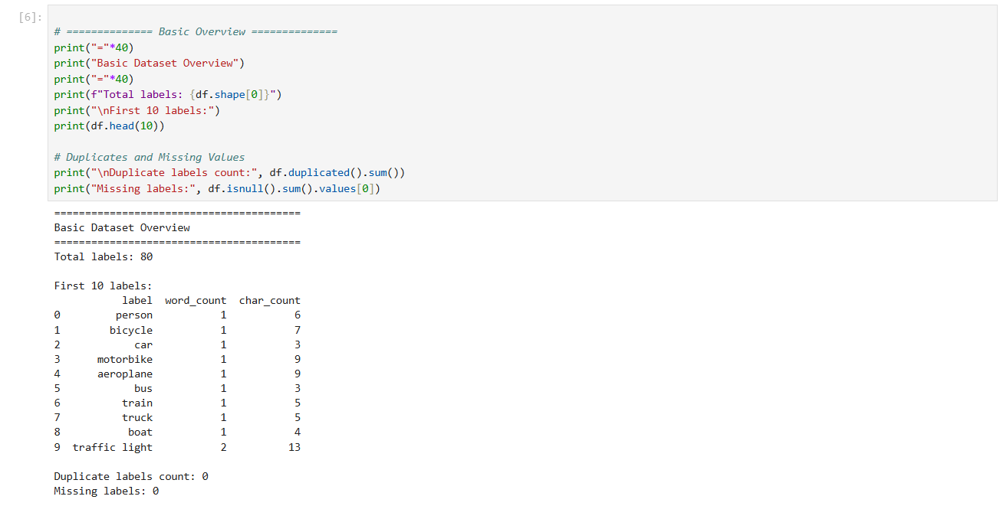 [6]:
# ============== Basic Overview ==============
print("="*40)
print("Basic Dataset Overview")
print("="*40)
print(f"Total labels: {df.shape[0]}")
print("\nFirst 10 labels:")
print(df.head(10))
# Duplicates and Missing Values
print("\nDuplicate labels count:", df.duplicated().sum())
print("Missing labels:", df.isnull().sum().values[0])
========================================
Basic Dataset Overview
========================================
Total labels: 80
First 10 labels:
label word_count char_count
0 person 1 6
1 bicycle 1 7
2 car 1 3
3 motorbike 1 9
4 aeroplane 1 9
5 bus 1 3
6 train 1 5
7 truck 1 5
8 boat 1 4
9 traffic light 2 13
Duplicate labels count: 0
Missing labels: 0